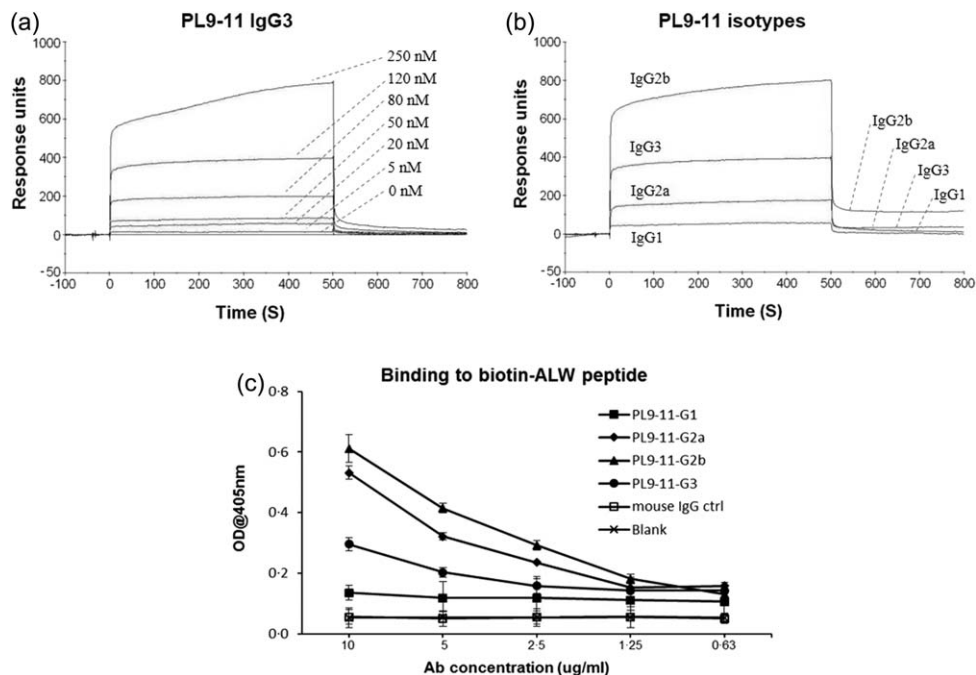 (a)
PL9-11 IgG3
Response units
1000
800
600
400
200
0
-50
-100
0
100
200
300
400
500
600
700
800
Time (S)
250 nM
120 nM
80 nM
50 nM
20 nM
5 nM
0 nM
(b)
PL9-11 isotypes
Response units
1000
800
600
400
200
0
-50
-100
0
100
200
300
400
500
600
700
800
Time (S)
IgG2b
IgG3
IgG2a
IgG1
IgG2b
IgG2a
IgG3
IgG1
(c)
Binding to biotin-ALW peptide
OD@405nm
0·8
0·6
0·4
0·2
0·0
10
5
2·5
1·25
0·63
Ab concentration (ug/ml)
PL9-11-G1
PL9-11-G2a
PL9-11-G2b
PL9-11-G3
mouse IgG ctrl
Blank